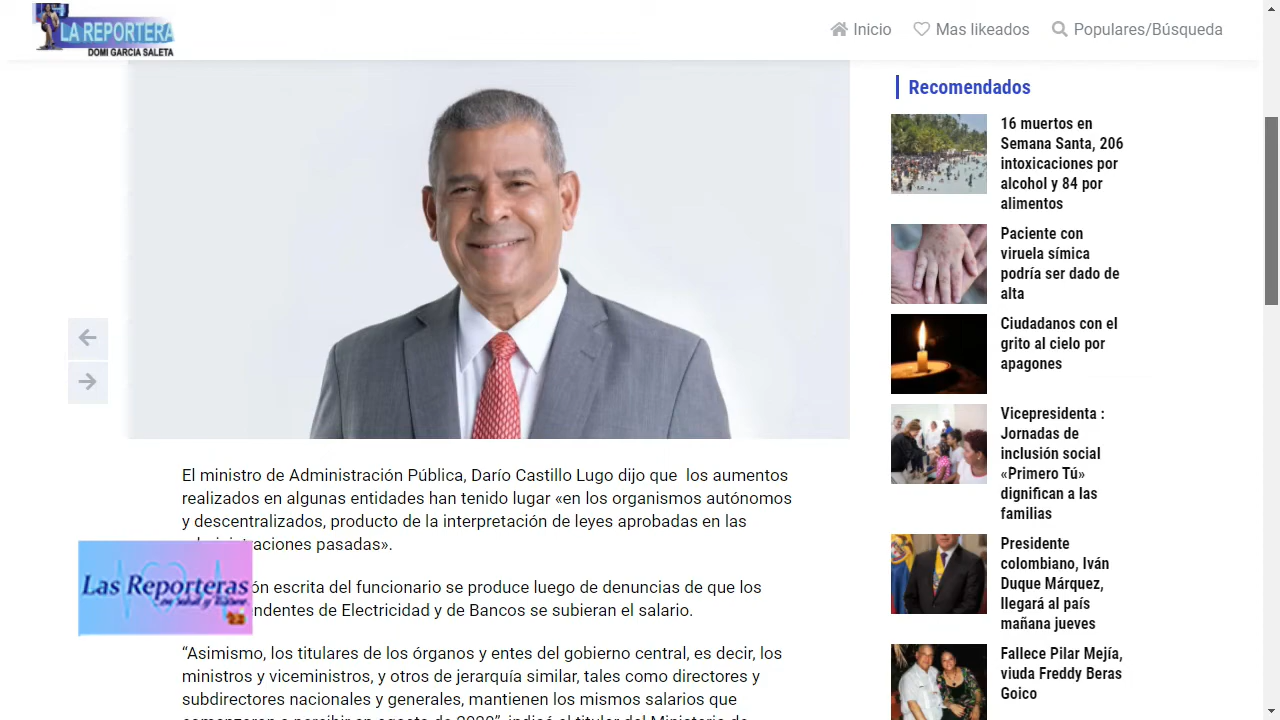 LA REPORTERA
DOMI GARCIA SALETA
Inicio
Mas likeados
Populares/Búsqueda
El ministro de Administración Pública, Darío Castillo Lugo dijo que los aumentos
realizados en algunas entidades han tenido lugar «en los organismos autónomos
y descentralizados, producto de la interpretación de leyes aprobadas en las
pasadas».
escrita del funcionario se produce luego de denuncias de que los
de Electricidad y de Bancos se subieran el salario.
“Asimismo, los titulares de los órganos y entes del gobierno central, es decir, los
ministros y viceministros, y otros de jerarquía similar, tales como directores y
subdirectores nacionales y generales, mantienen los mismos salarios que
Las Reporteras
Recomendados
16 muertos en
Semana Santa, 206
intoxicaciones por
alcohol y 84 por
alimentos
Paciente con
viruela símica
podría ser dado de
alta
Ciudadanos con el
grito al cielo por
apagones
Vicepresidenta :
Jornadas de
inclusión social
«Primero Tú»
dignifican a las
familias
Presidente
colombiano, Iván
Duque Márquez,
llegará al país
mañana jueves
Fallece Pilar Mejía,
viuda Freddy Beras
Goico